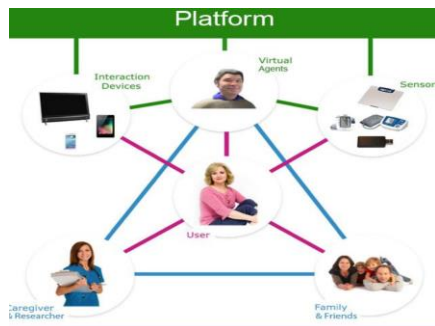 Platform
Virtual
Agents
Interaction
Devices
Sensor
User
Caregiver
& Researcher
Family
& Friends